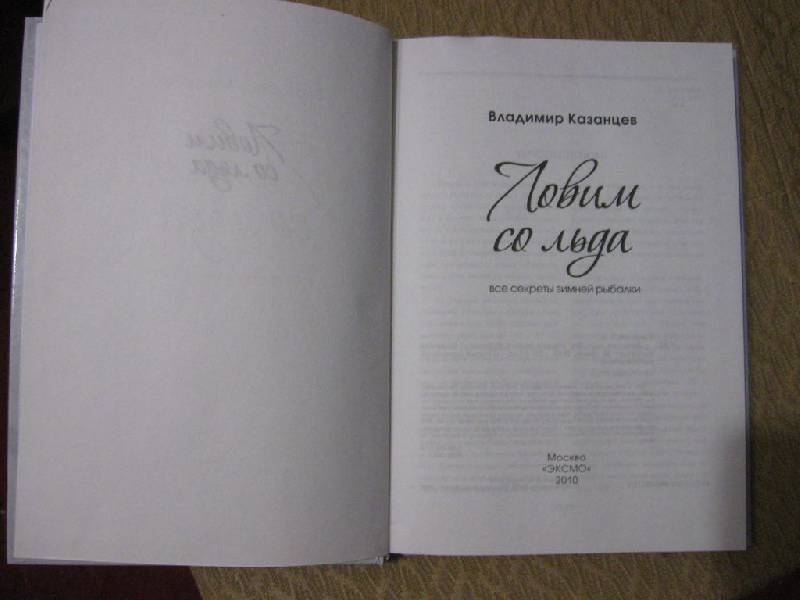 Владимир Казанцев
Ловим
со льда
все секреты зимней рыбалки
Москва
«ЭКСМО»
2010